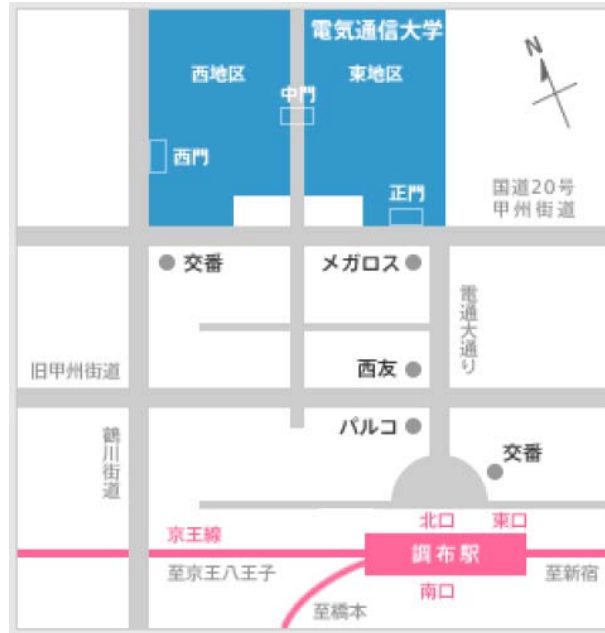 電気通信大学
西地区
東地区
中門
西門
正門
N
国道20号
甲州街道
交番
メガロス
電通大通り
西友
旧甲州街道
パルコ
鶴川街道
交番
北口
東口
京王線
調布駅
至京王八王子
至新宿
南口
至橋本